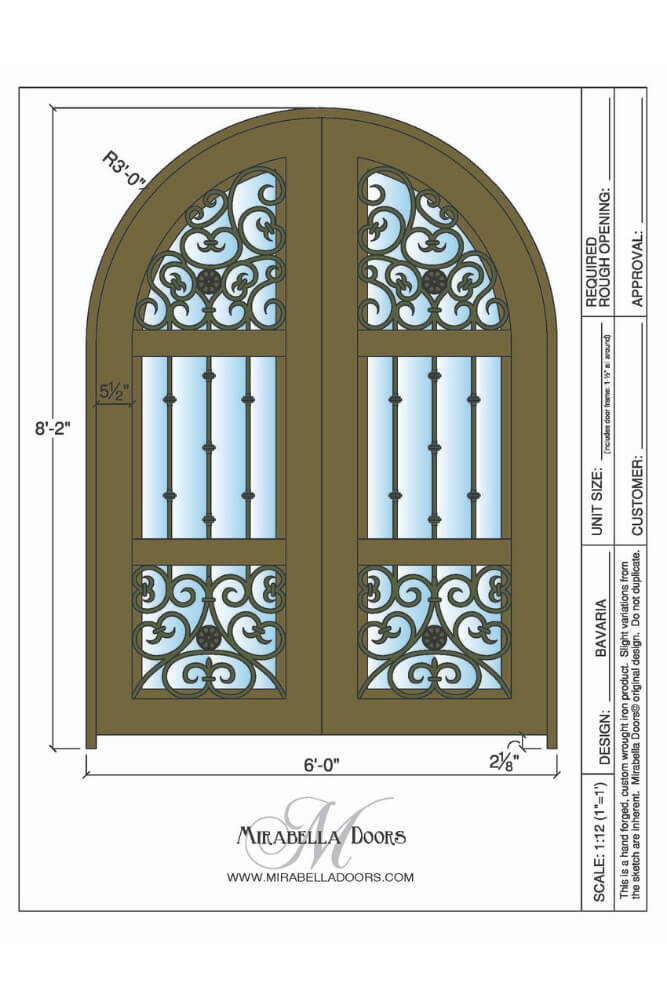 R3'-0"
5½"
8'-2"
2⅛"
6'-0"
M
MIRABELLA DOORS
WWW.MIRABELLADOORS.COM
REQUIRED
ROUGH OPENING:
APPROVAL:
UNIT SIZE:
(Includes door frame: 1-½" all around)
CUSTOMER:
DESIGN: BAVARIA
SCALE: 1:12 (1"=1')
This is a hand forged, custom wrought iron product. Slight variations from
the sketch are inherent. Mirabella Doors© original design. Do not duplicate.